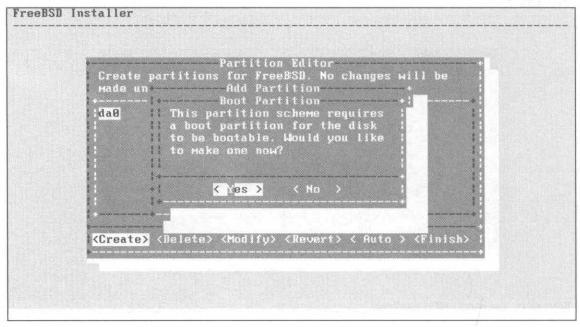 FreeBSD Installer
Partition Editor
Create partitions for FreeBSD. No changes will be
made un
Add Partition
Boot Partition
da0
This partition scheme requires
a boot partition for the disk
to be bootable. Would you like
to make one now?
< Yes > < No >
<Create> <Delete> <Modify> <Revert> < Auto > <Finish>